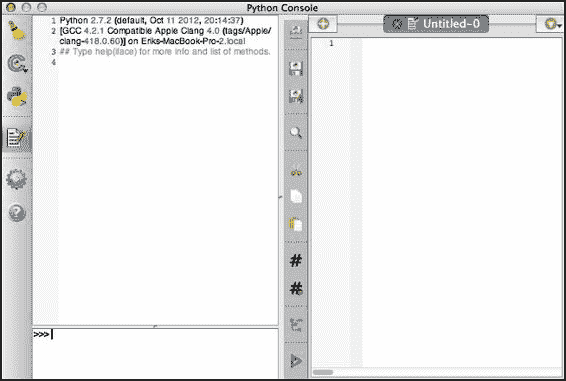 Python Console
1 Python 2.7.2 (default, Oct 11 2012, 20:14:37)
2 [GCC 4.2.1 Compatible Apple Clang 4.0 (tags/Apple/
clang-418.0.60)] on Eriks-MacBook-Pro-2.local
3 ## Type help(iface) for more info and list of methods.
4
>>>
Untitled-0
1
#
#